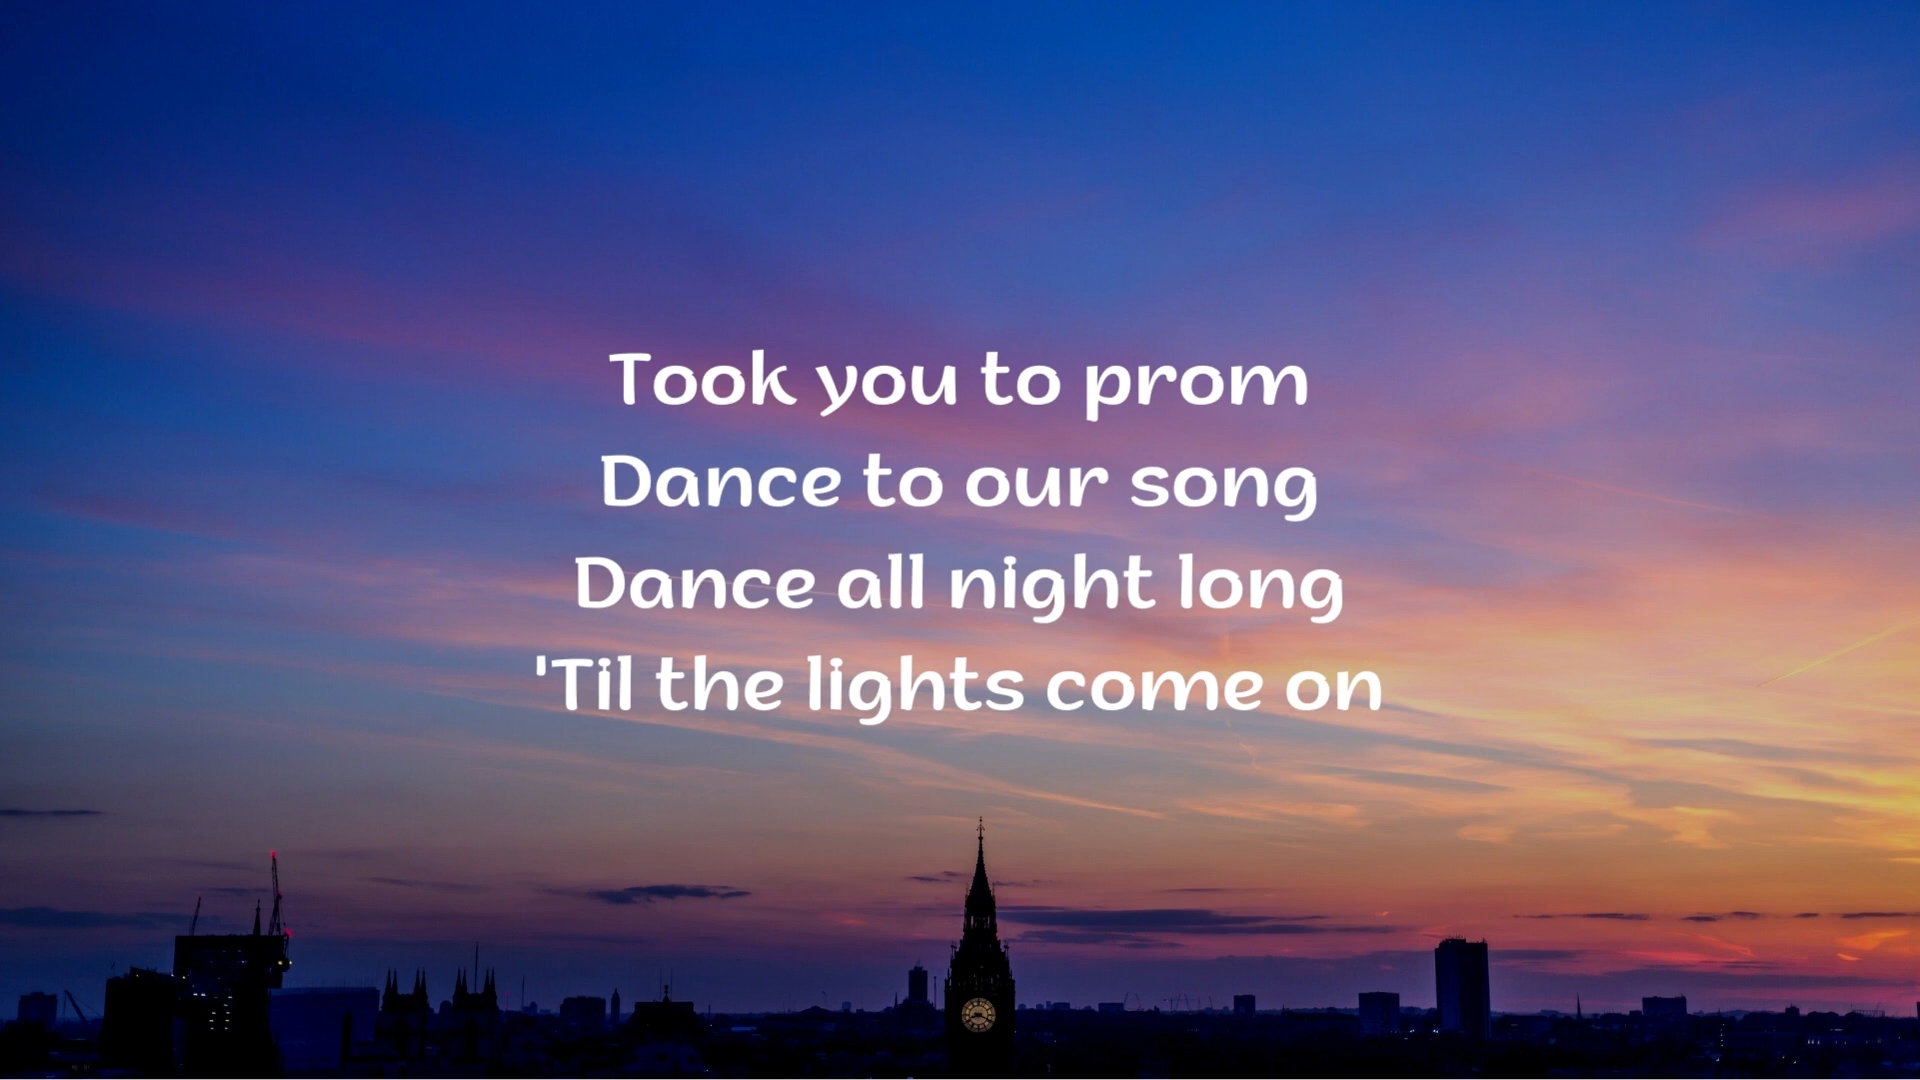 Took you to prom
Dance to our song
Dance all night long
'Til the lights come on